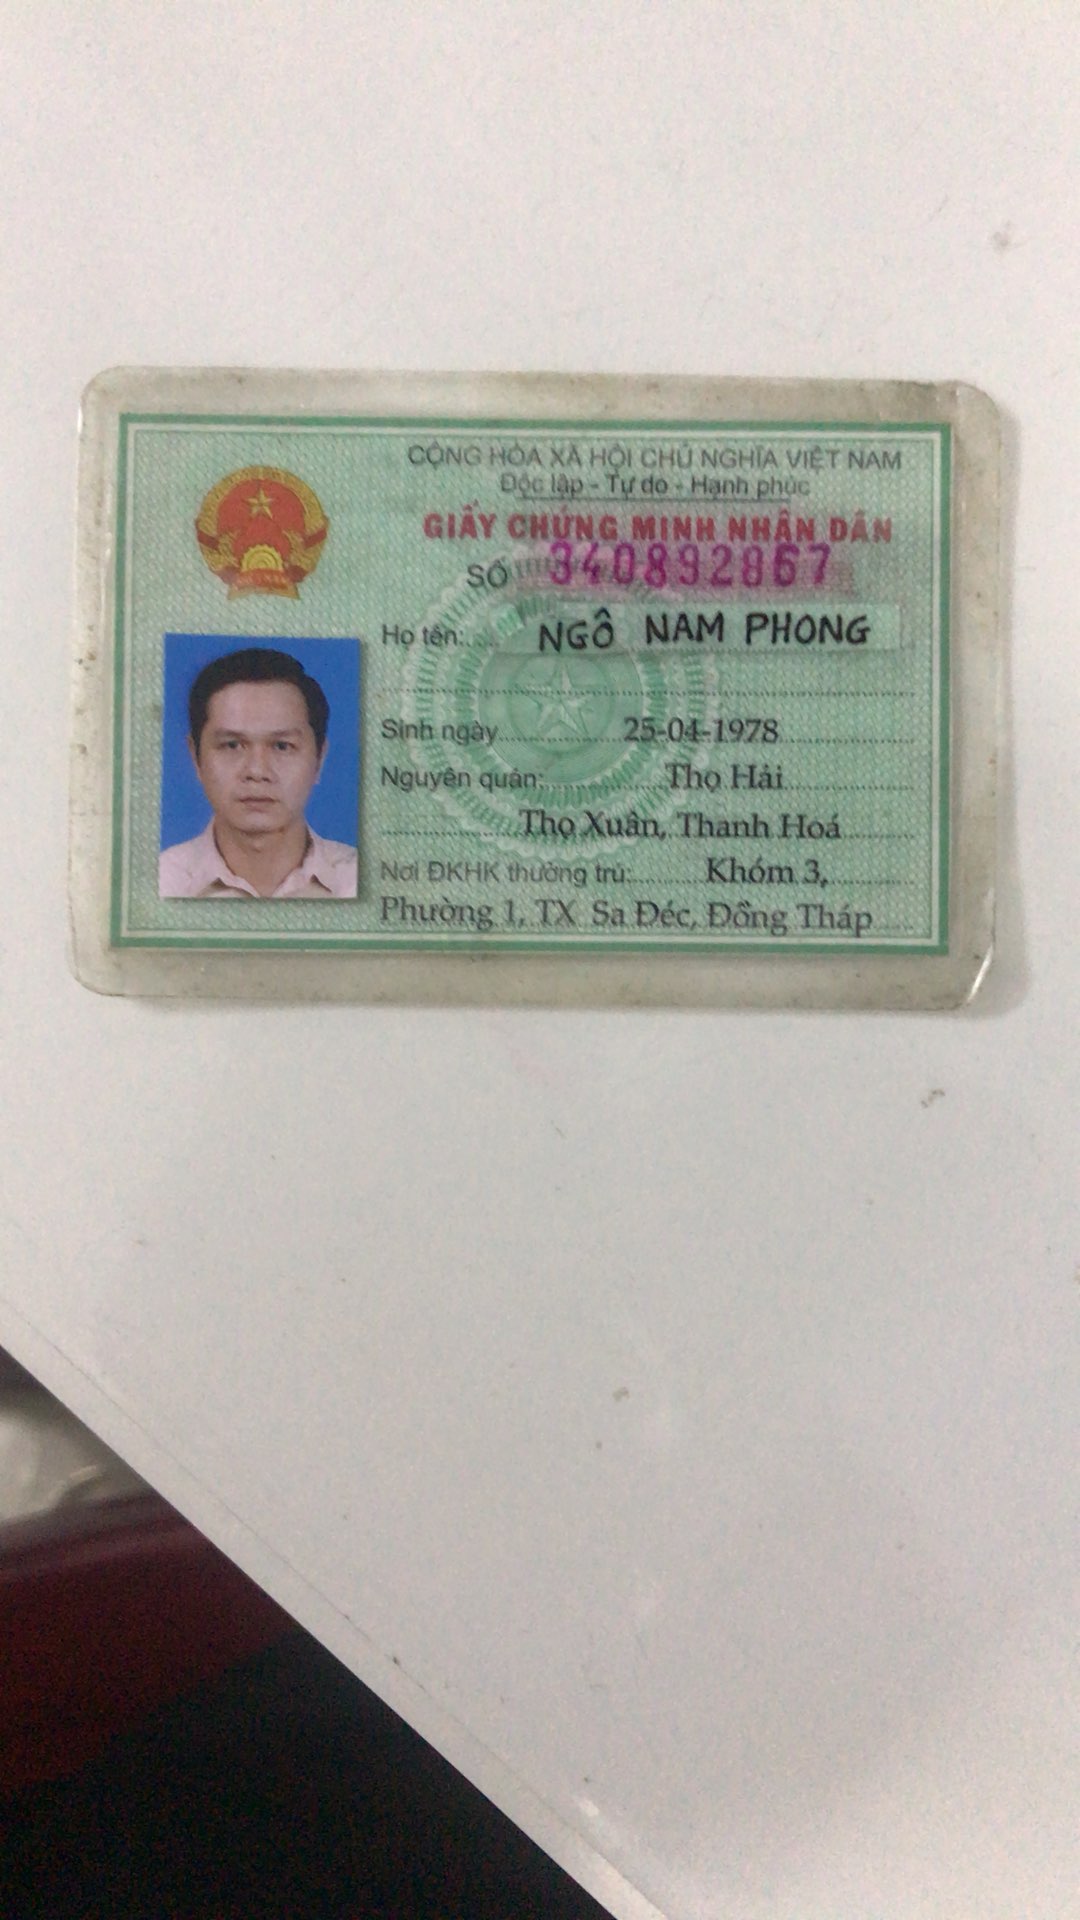 CỘNG HÒA XÃ HỘI CHỦ NGHĨA VIỆT NAM
Độc lập - Tự do - Hạnh phúc
GIẤY CHỨNG MINH NHÂN DÂN
SỐ 340892867
Họ tên: NGÔ NAM PHONG
Sinh ngày 25-04-1978
Nguyên quán: Thọ Hải
Thọ Xuân, Thanh Hoá
Nơi ĐKHK thường trú: Khóm 3,
Phường 1, TX Sa Đéc, Đồng Tháp